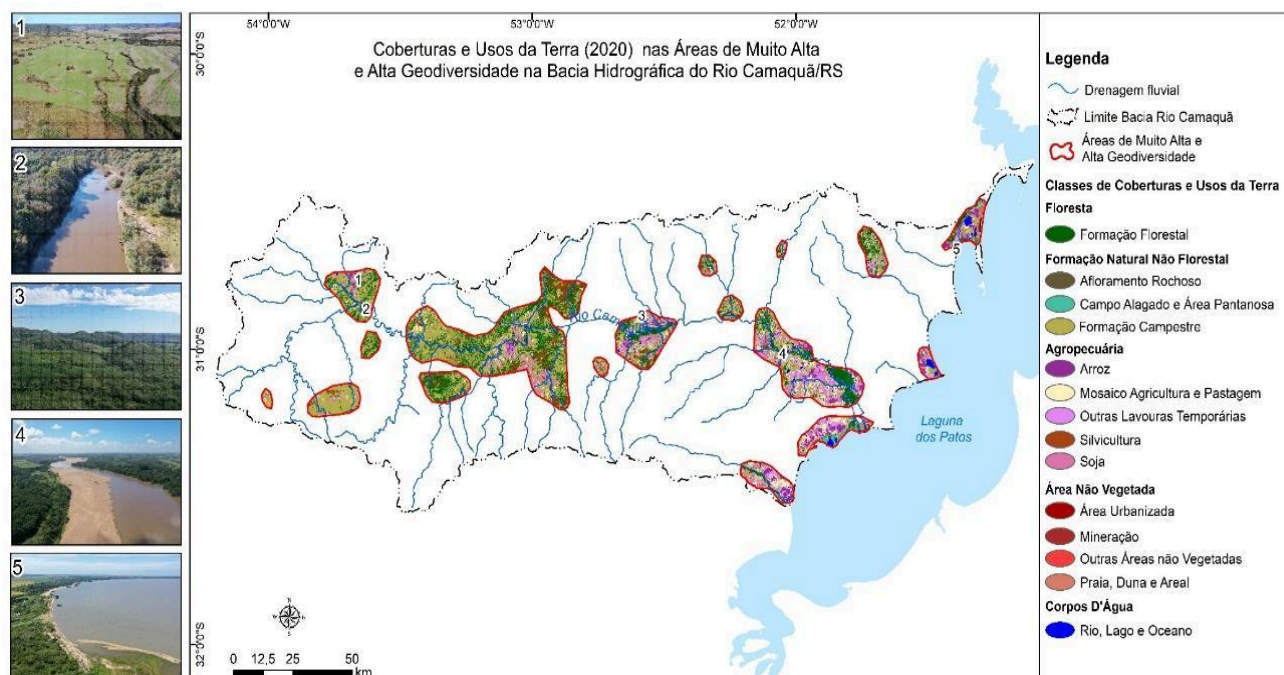 1
2
3
4
5
54°0'0"W
53°0'0"W
52°0'0"W
30°0'0"S
31°0'0"S
32°0'0"S
Coberturas e Usos da Terra (2020) nas Áreas de Muito Alta
e Alta Geodiversidade na Bacia Hidrográfica do Rio Camaquã/RS
1
2
3
4
5
Rio Cam
Laguna
dos Patos
N
S
0 12,5 25 50
km
Legenda
Drenagem fluvial
Limite Bacia Rio Camaquã
Áreas de Muito Alta e
Alta Geodiversidade
Classes de Coberturas e Usos da Terra
Floresta
Formação Florestal
Formação Natural Não Florestal
Afloramento Rochoso
Campo Alagado e Área Pantanosa
Formação Campestre
Agropecuária
Arroz
Mosaico Agricultura e Pastagem
Outras Lavouras Temporárias
Silvicultura
Soja
Área Não Vegetada
Área Urbanizada
Mineração
Outras Áreas não Vegetadas
Praia, Duna e Areal
Corpos D'Água
Rio, Lago e Oceano